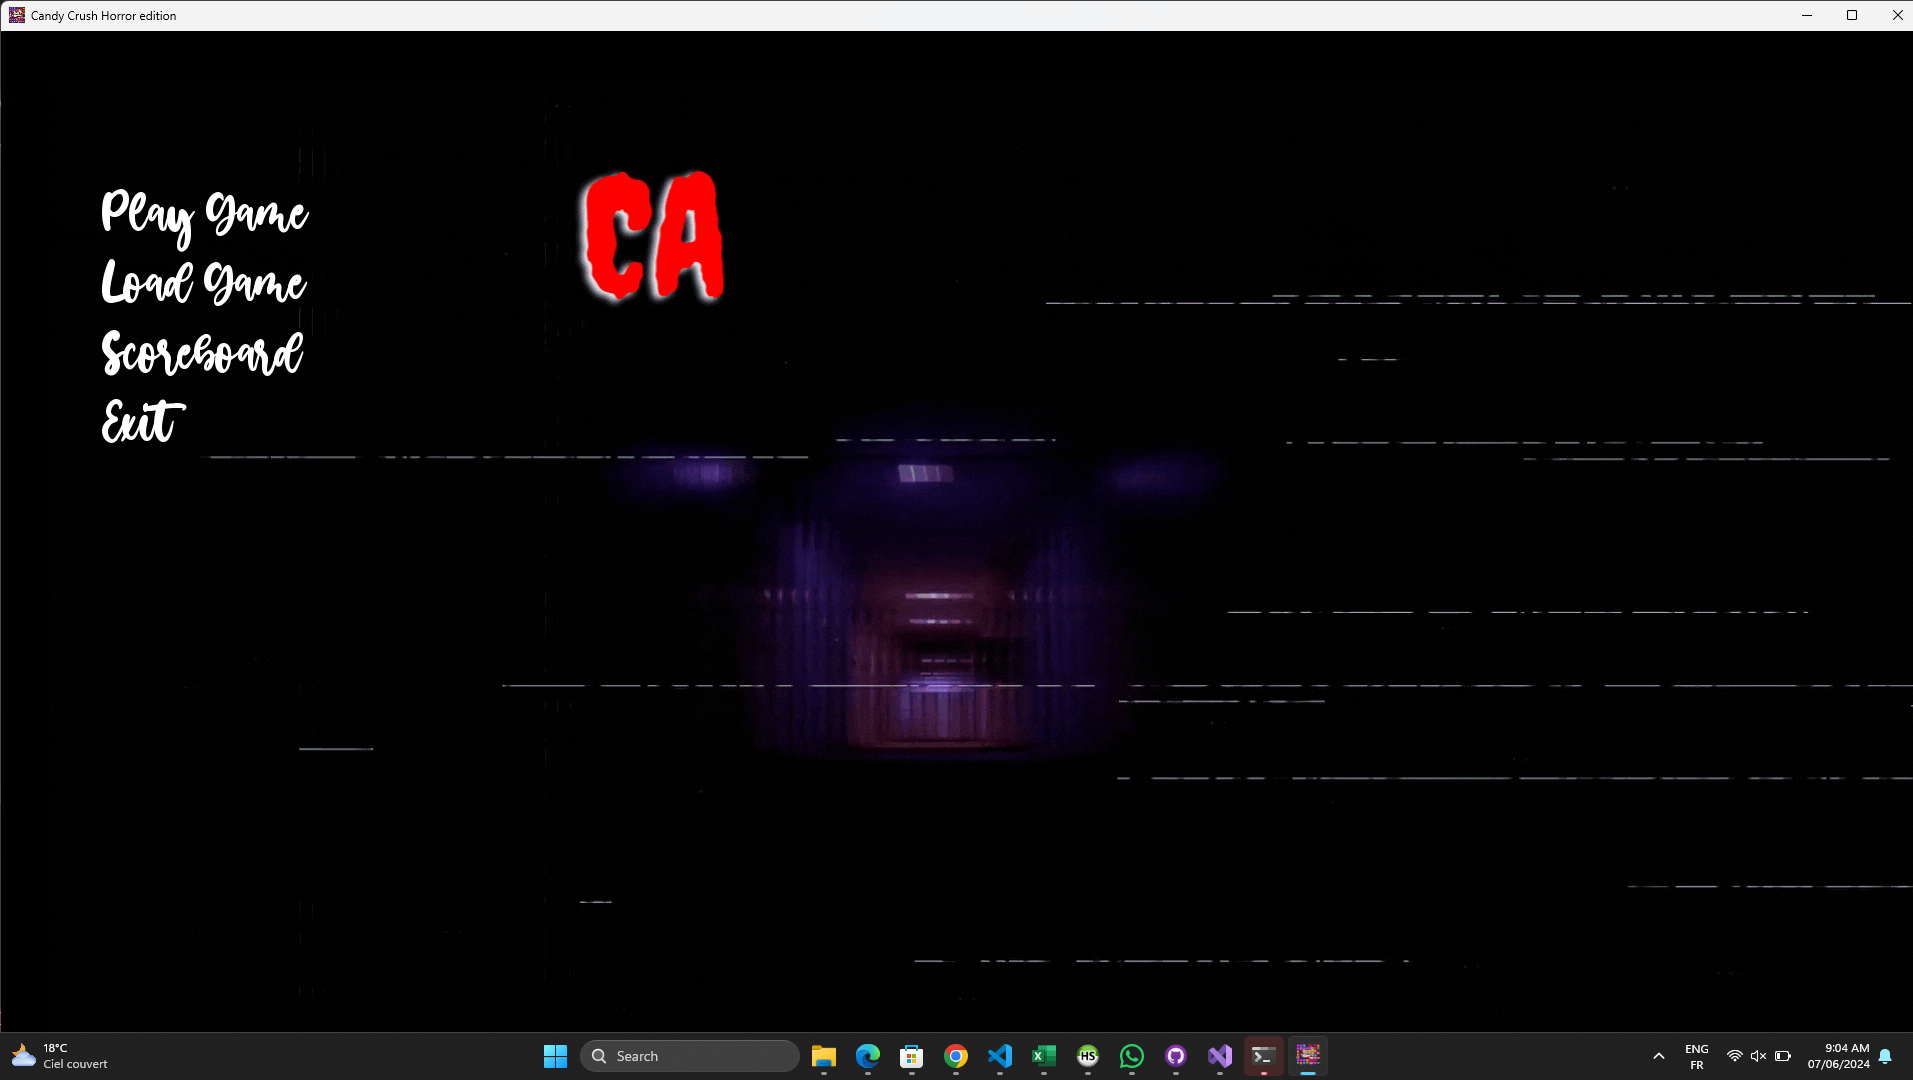 Candy Crush Horror edition
CA
Play Game
Load Game
Scoreboard
Exit
18°C
Ciel couvert
Search
HS
ENG
FR
9:04 AM
07/06/2024